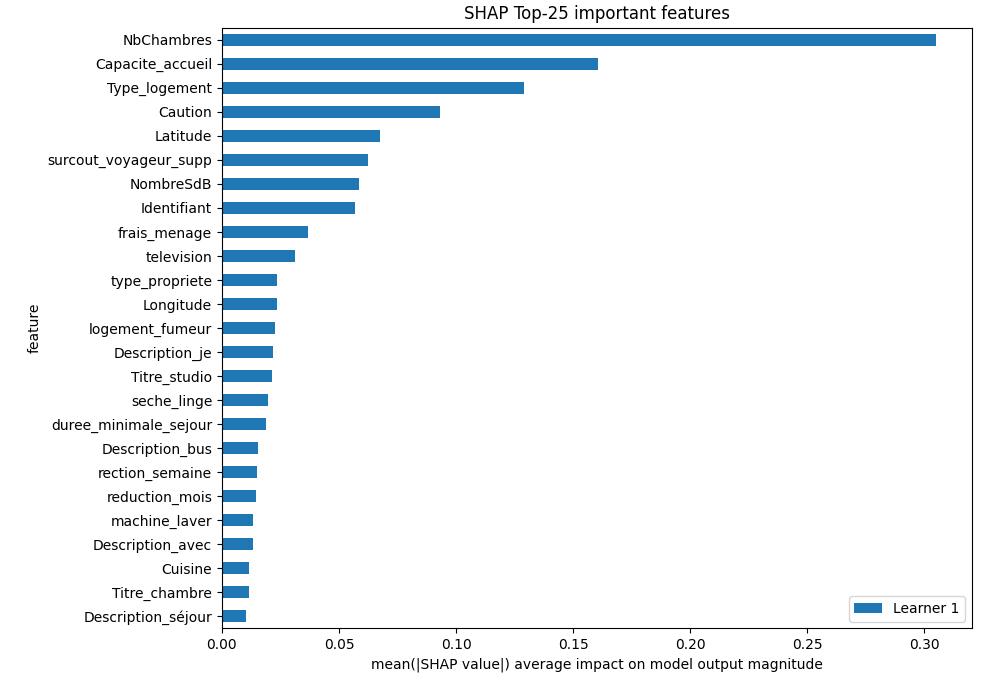 SHAP Top-25 important features
feature
NbChambres
Capacite_accueil
Type_logement
Caution
Latitude
surcout_voyageur_supp
NombreSdB
Identifiant
frais_menage
television
type_propriete
Longitude
logement_fumeur
Description_je
Titre_studio
seche_linge
duree_minimale_sejour
Description_bus
rection_semaine
reduction_mois
machine_laver
Description_avec
Cuisine
Titre_chambre
Description_séjour
Learner 1
0.00 0.05 0.10 0.15 0.20 0.25 0.30
mean(|SHAP value|) average impact on model output magnitude